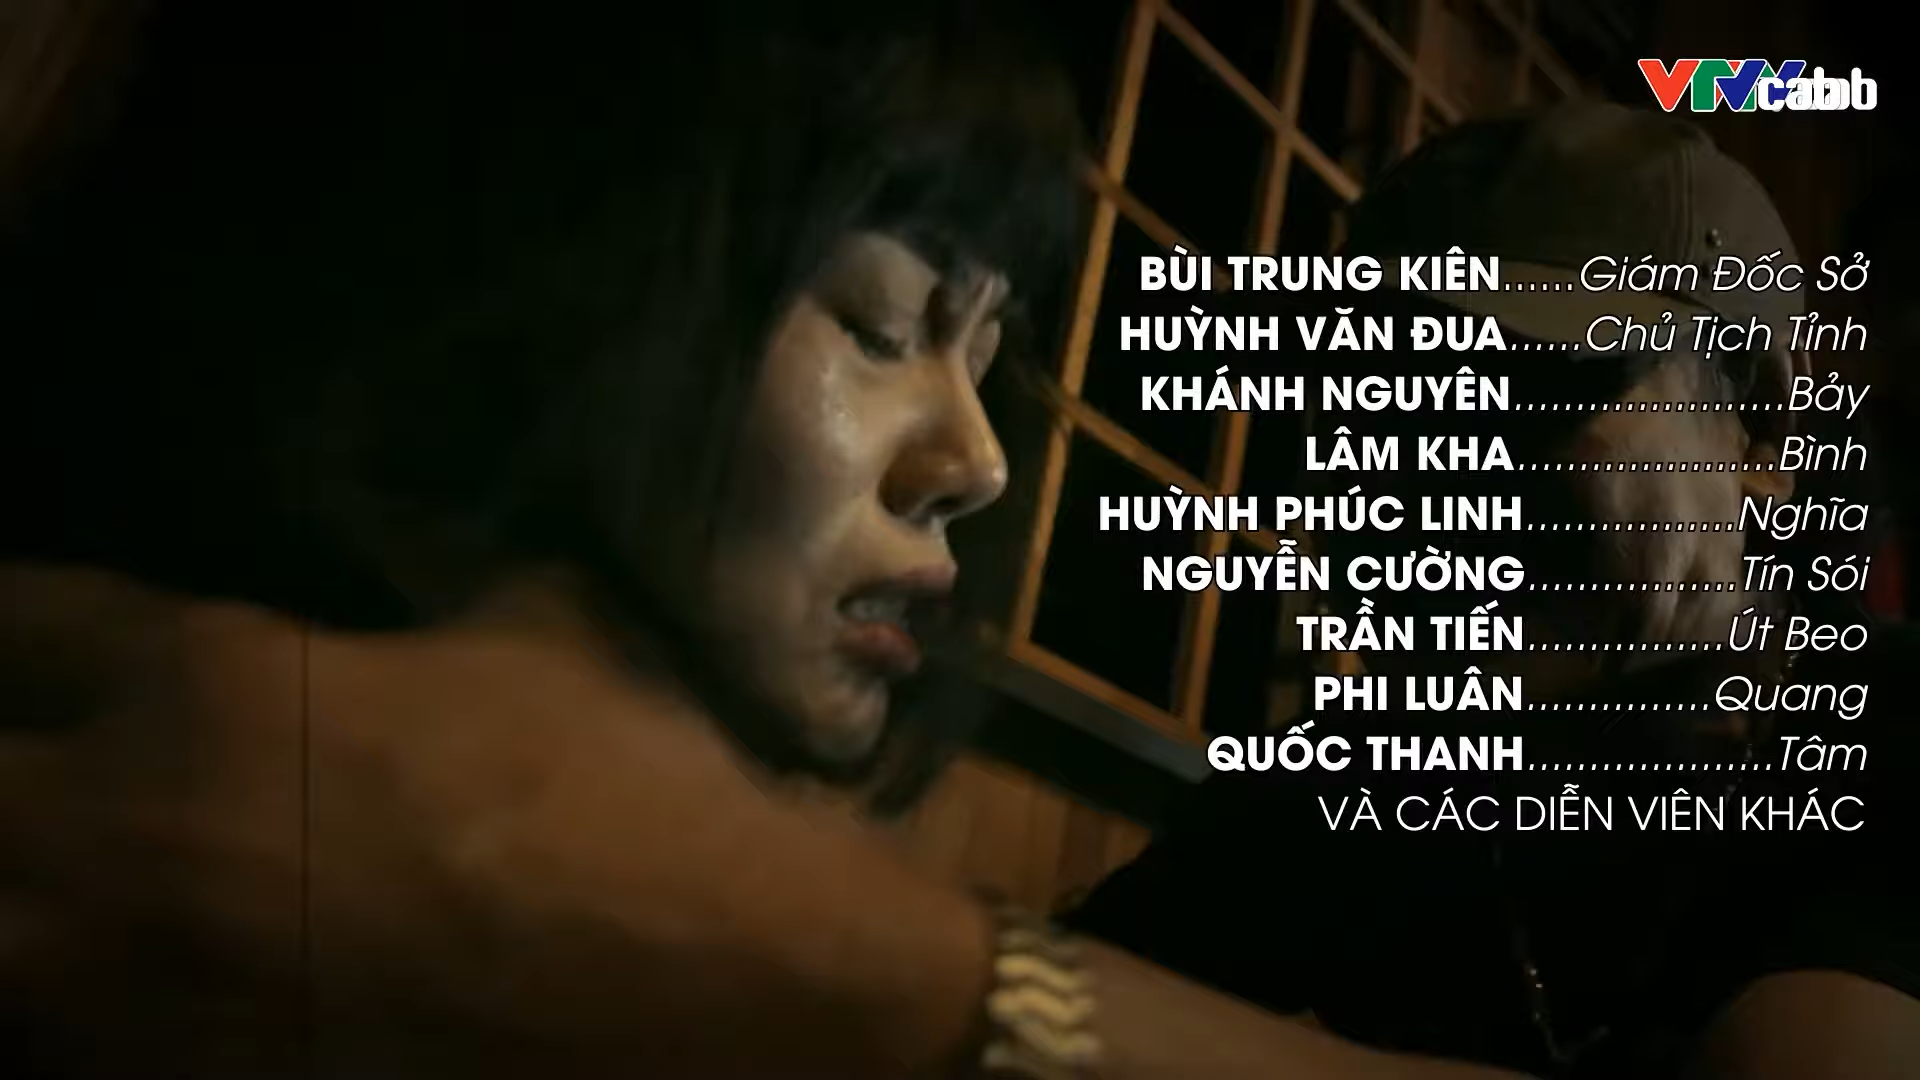 VTVcab
BÙI TRUNG KIÊN......Giám Đốc Sở
HUỲNH VĂN ĐUA......Chủ Tịch Tỉnh
KHÁNH NGUYÊN......................Bảy
LÂM KHA.....................Bình
HUỲNH PHÚC LINH.................Nghĩa
NGUYỄN CƯỜNG.................Tín Sói
TRẦN TIẾN................Út Beo
PHI LUÂN...............Quang
QUỐC THANH....................Tâm
VÀ CÁC DIỄN VIÊN KHÁC